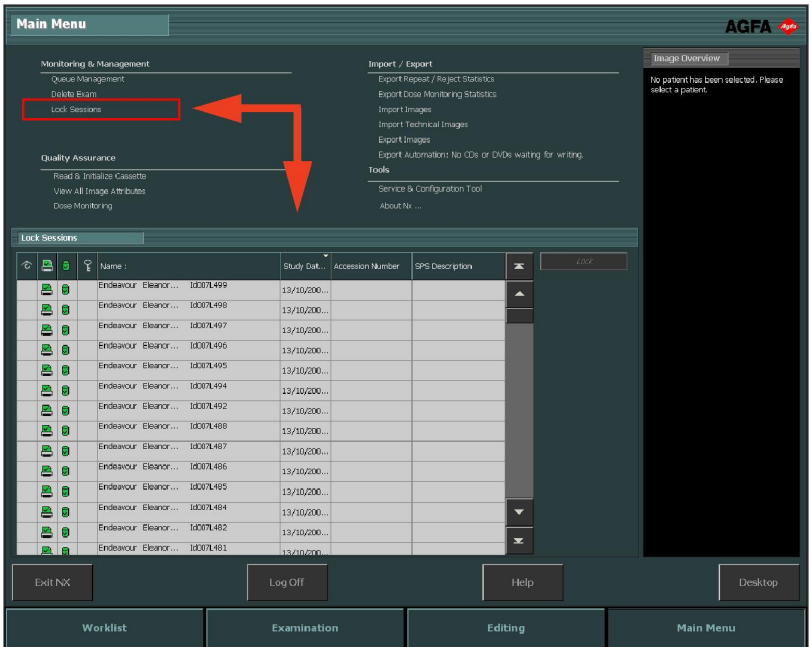 Main Menu
AGFA
Agfa
Monitoring & Management
Queue Management
Delete Exam
Lock Sessions
Quality Assurance
Read & Initialize Cassette
View All Image Attributes
Dose Monitoring
Import / Export
Export Repeat / Reject Statistics
Export Dose Monitoring Statistics
Import Images
Import Technical Images
Export Images
Export Automation: No CDs or DVDs waiting for writing.
Tools
Service & Configuration Tool
About Nx ...
Image Overview
No patient has been selected. Please
select a patient.
Lock Sessions
Name : Study Dat... Accession Number SPS Description
Lock
Endeavour Eleanor... Id007L499 13/10/200...
Endeavour Eleanor... Id007L498 13/10/200...
Endeavour Eleanor... Id007L497 13/10/200...
Endeavour Eleanor... Id007L496 13/10/200...
Endeavour Eleanor... Id007L495 13/10/200...
Endeavour Eleanor... Id007L494 13/10/200...
Endeavour Eleanor... Id007L492 13/10/200...
Endeavour Eleanor... Id007L488 13/10/200...
Endeavour Eleanor... Id007L487 13/10/200...
Endeavour Eleanor... Id007L486 13/10/200...
Endeavour Eleanor... Id007L485 13/10/200...
Endeavour Eleanor... Id007L484 13/10/200...
Endeavour Eleanor... Id007L482 13/10/200...
Endeavour Eleanor... Id007L481 13/10/200...
Exit NX
Log Off
Help
Desktop
Worklist
Examination
Editing
Main Menu